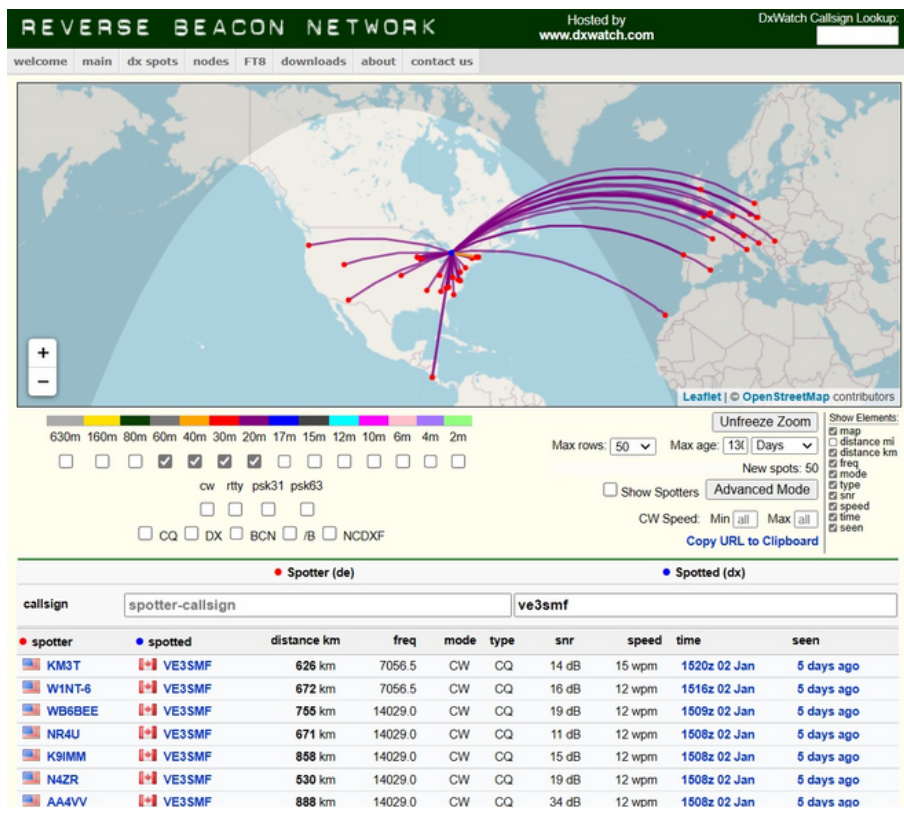 REVERSE BEACON NETWORK
Hosted by
www.dxwatch.com
DxWatch Callsign Lookup:
welcome main dx spots nodes FT8 downloads about contact us
+
−
Leaflet | © OpenStreetMap contributors
630m 160m 80m 60m 40m 30m 20m 17m 15m 12m 10m 6m 4m 2m
cw rtty psk31 psk63
CQ DX BCN /B NCDXF
Unfreeze Zoom
Max rows: 50 Max age: 13 Days
New spots: 50
Show Spotters Advanced Mode
CW Speed: Min all Max all
Copy URL to Clipboard
Show Elements:
map
distance mi
distance km
freq
mode
type
snr
speed
time
seen
Spotter (de) Spotted (dx)
callsign spotter-callsign ve3smf
spotter spotted distance km freq mode type snr speed time seen
KM3T VE3SMF 626 km 7056.5 CW CQ 14 dB 15 wpm 1520z 02 Jan 5 days ago
W1NT-6 VE3SMF 672 km 7056.5 CW CQ 16 dB 12 wpm 1516z 02 Jan 5 days ago
WB6BEE VE3SMF 755 km 14029.0 CW CQ 19 dB 12 wpm 1509z 02 Jan 5 days ago
NR4U VE3SMF 671 km 14029.0 CW CQ 11 dB 12 wpm 1508z 02 Jan 5 days ago
K9IMM VE3SMF 858 km 14029.0 CW CQ 15 dB 12 wpm 1508z 02 Jan 5 days ago
N4ZR VE3SMF 530 km 14029.0 CW CQ 19 dB 12 wpm 1508z 02 Jan 5 days ago
AA4VV VE3SMF 888 km 14029.0 CW CQ 34 dB 12 wpm 1508z 02 Jan 5 days ago